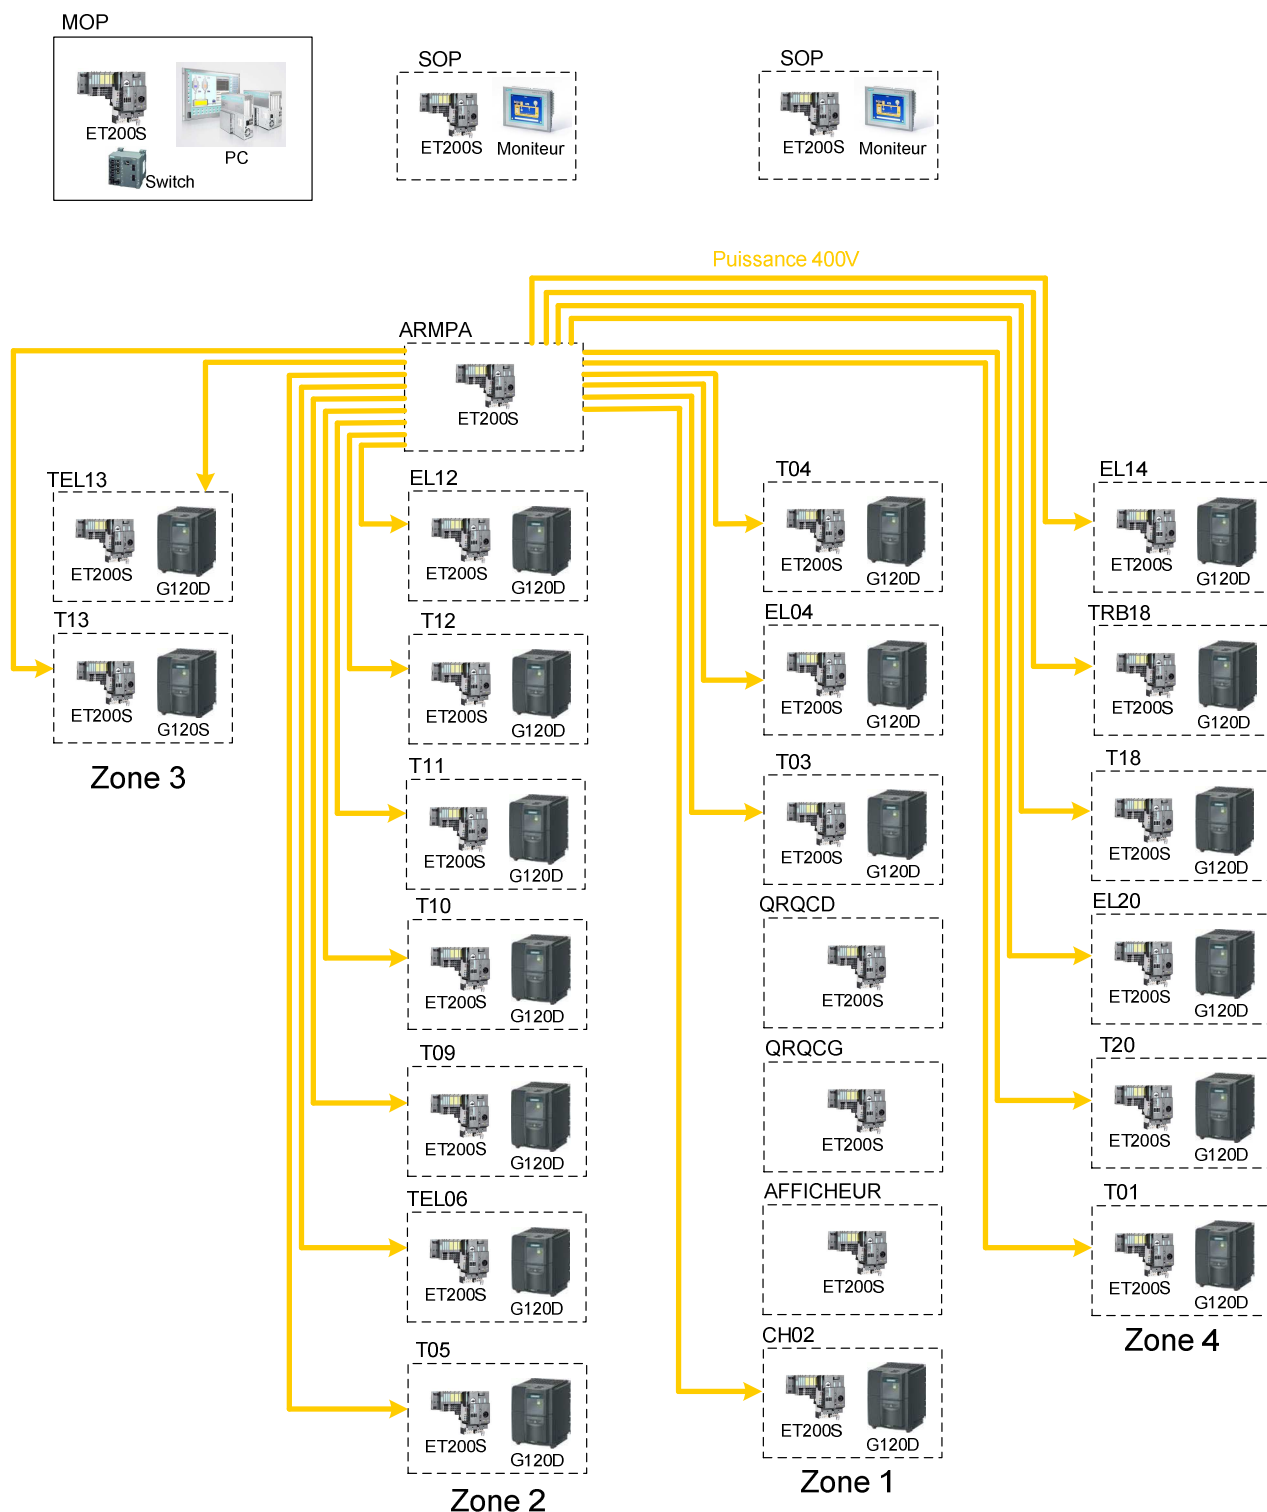 MOP
ET200S
PC
Switch
SOP
ET200S
Moniteur
SOP
ET200S
Moniteur
Puissance 400V
ARMPA
ET200S
TEL13
ET200S
G120D
T13
ET200S
G120S
Zone 3
EL12
ET200S
G120D
T12
ET200S
G120D
T11
ET200S
G120D
T10
ET200S
G120D
T09
ET200S
G120D
TEL06
ET200S
G120D
T05
ET200S
G120D
Zone 2
T04
ET200S
G120D
EL04
ET200S
G120D
T03
ET200S
G120D
QRQCD
ET200S
QRQCG
ET200S
AFFICHEUR
ET200S
CH02
ET200S
G120D
Zone 1
EL14
ET200S
G120D
TRB18
ET200S
G120D
T18
ET200S
G120D
EL20
ET200S
G120D
T20
ET200S
G120D
T01
ET200S
G120D
Zone 4